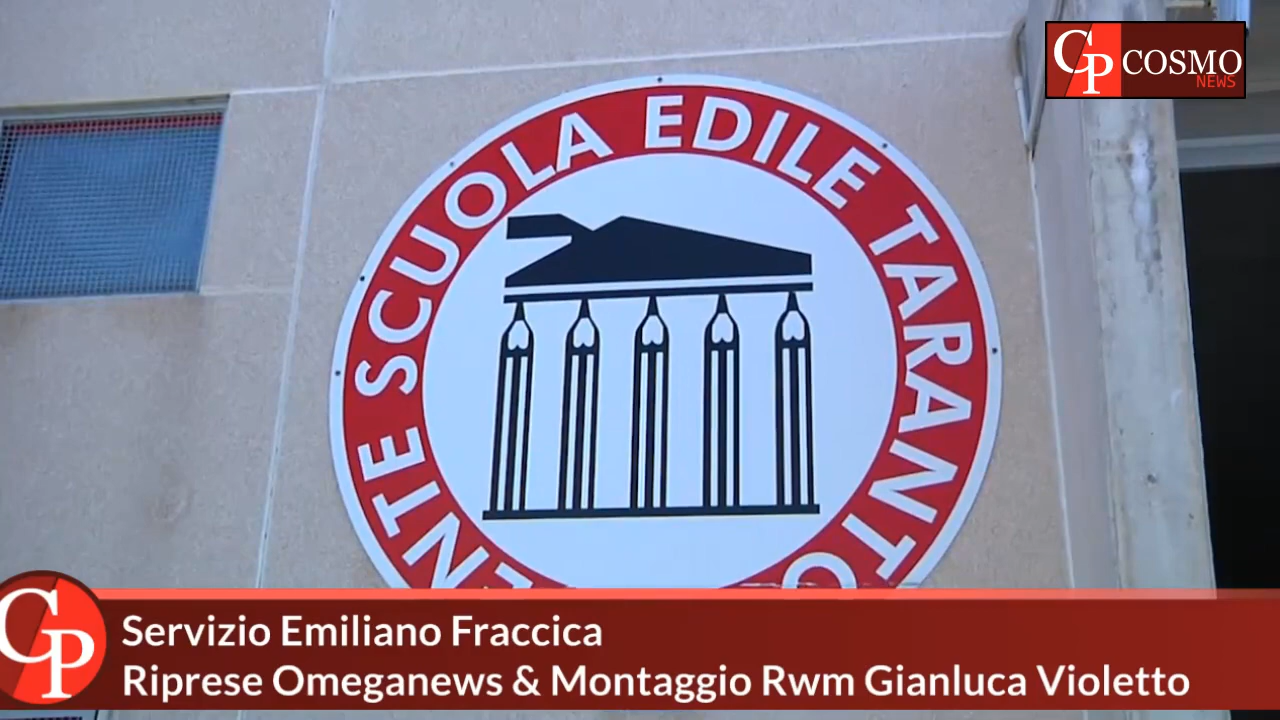 CP COSMO
NEWS
ENTE SCUOLA EDILE TARANTO
CP
Servizio Emiliano Fraccica
Riprese Omeganews & Montaggio Rwm Gianluca Violetto